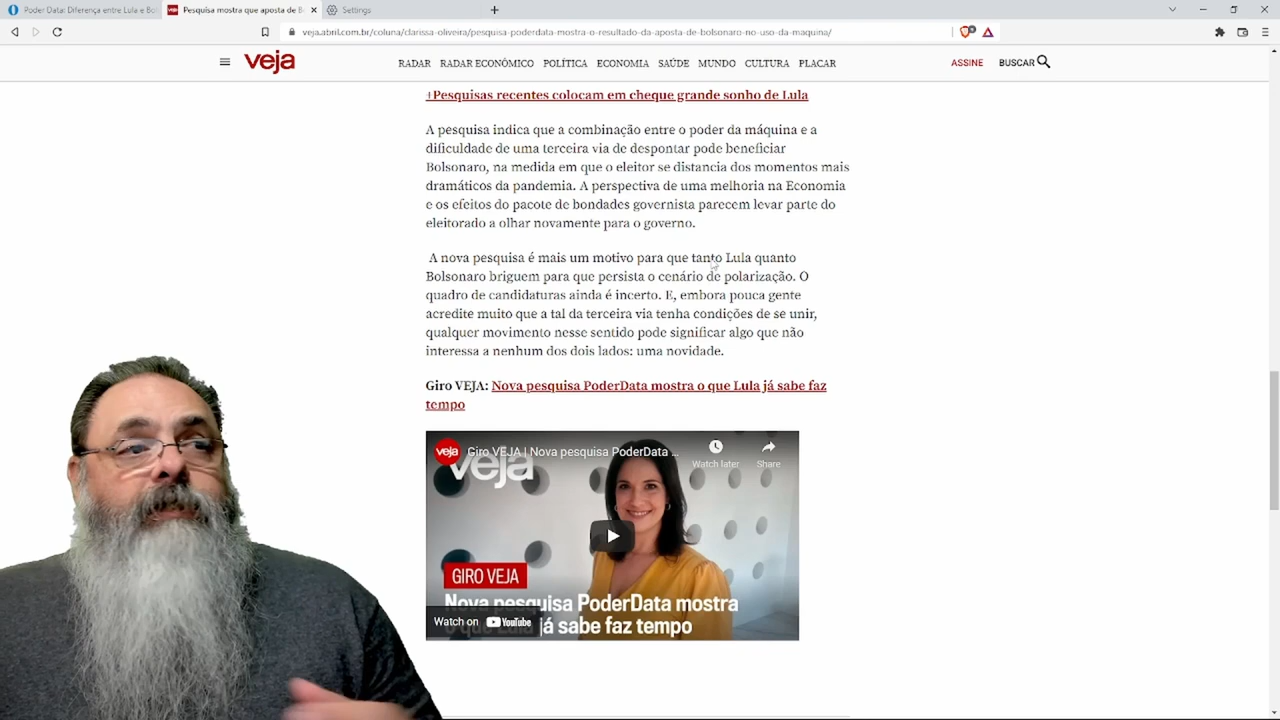 Poder Data: Diferença entre Lula e Bol
Pesquisa mostra que aposta de Bo
Settings
veja.abril.com.br/coluna/clarissa-oliveira/pesquisa-poderdata-mostra-o-resultado-da-aposta-de-bolsonaro-no-uso-da-maquina/
veja
RADAR RADAR ECONÔMICO POLÍTICA ECONOMIA SAÚDE MUNDO CULTURA PLACAR
ASSINE BUSCAR
+Pesquisas recentes colocam em cheque grande sonho de Lula
A pesquisa indica que a combinação entre o poder da máquina e a
dificuldade de uma terceira via de despontar pode beneficiar
Bolsonaro, na medida em que o eleitor se distancia dos momentos mais
dramáticos da pandemia. A perspectiva de uma melhoria na Economia
e os efeitos do pacote de bondades governista parecem levar parte do
eleitorado a olhar novamente para o governo.
A nova pesquisa é mais um motivo para que tanto Lula quanto
Bolsonaro briguem para que persista o cenário de polarização. O
quadro de candidaturas ainda é incerto. E, embora pouca gente
acredite muito que a tal da terceira via tenha condições de se unir,
qualquer movimento nesse sentido pode significar algo que não
interessa a nenhum dos dois lados: uma novidade.
Giro VEJA: Nova pesquisa PoderData mostra o que Lula já sabe faz
tempo
veja
Giro VEJA | Nova pesquisa PoderData ...
Watch later
Share
veja
GIRO VEJA
Nova pesquisa PoderData mostra
já sabe faz tempo
Watch on YouTube